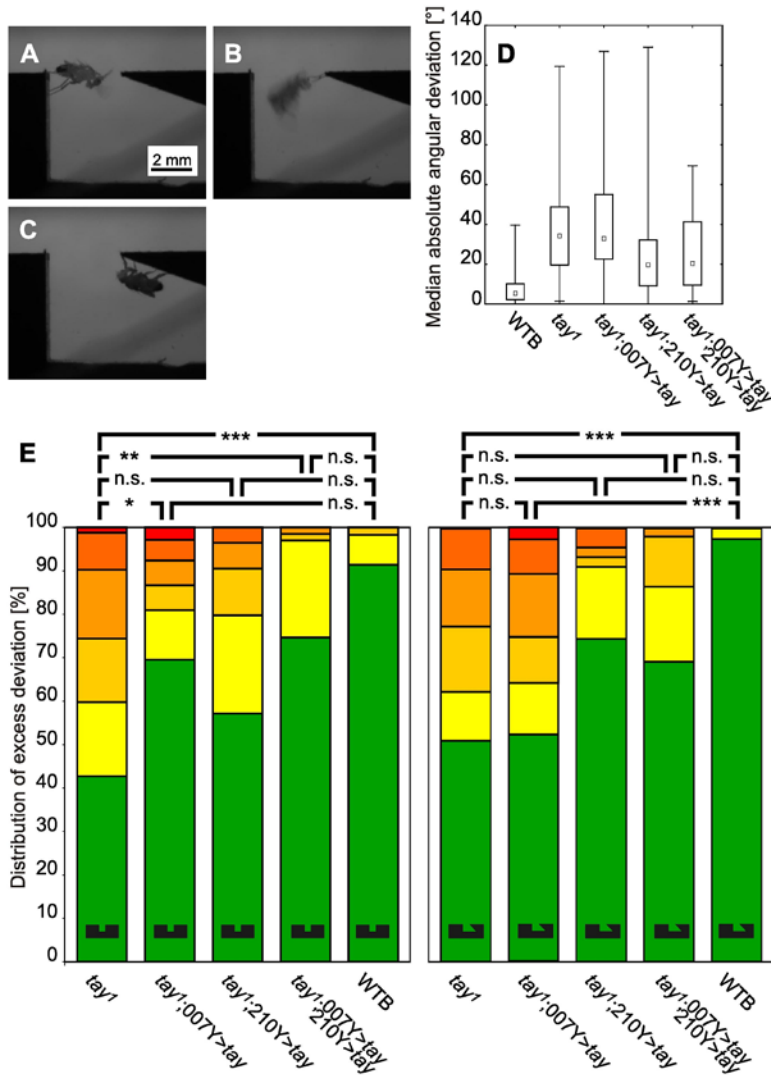 A
B
2 mm
C
D
Median absolute angular deviation [°]
140
120
100
80
60
40
20
0
WTB
tay1
tay1;007Y>tay
tay1;210Y>tay
tay1;007Y>tay
;210Y>tay
E
***
**
n.s.
n.s.
n.s.
*
n.s.
***
n.s.
n.s.
n.s.
n.s.
n.s.
***
Distribution of excess deviation [%]
100
90
80
70
60
50
40
30
20
10
0
tay1
tay1;007Y>tay
tay1;210Y>tay
tay1;007Y>tay
;210Y>tay
WTB
tay1
tay1;007Y>tay
tay1;210Y>tay
tay1;007Y>tay
;210Y>tay
WTB